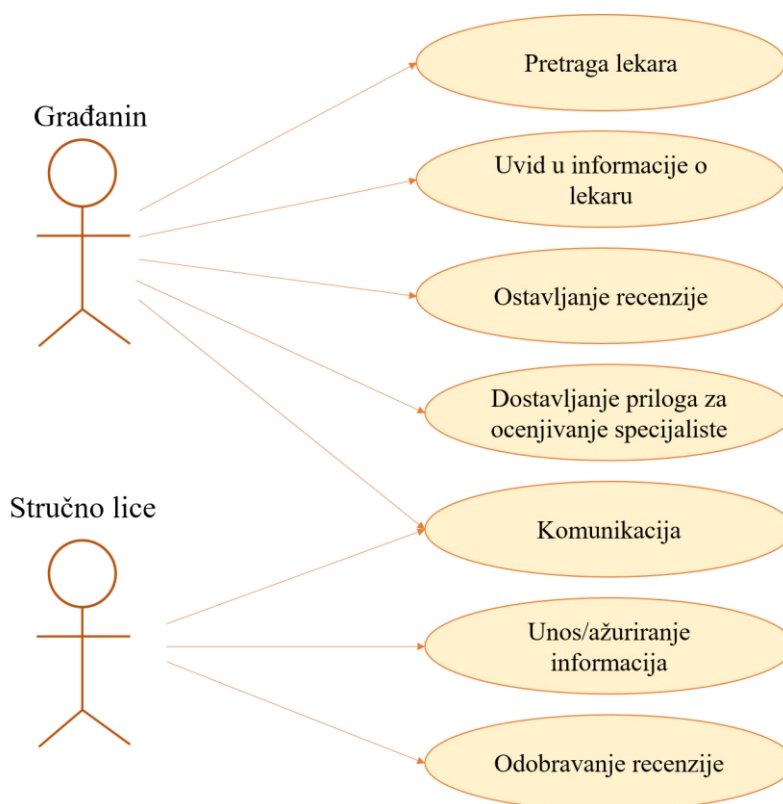 Građanin
Pretraga lekara
Uvid u informacije o
lekaru
Ostavljanje recenzije
Dostavljanje priloga za
ocenjivanje specijaliste
Stručno lice
Komunikacija
Unos/ažuriranje
informacija
Odobravanje recenzije